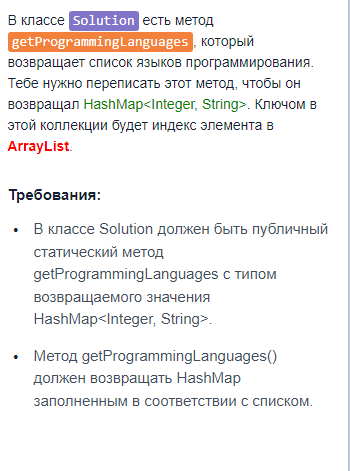 В классе Solution есть метод
getProgrammingLanguages, который
возвращает список языков программирования.
Тебе нужно переписать этот метод, чтобы он
возвращал HashMap<Integer, String>. Ключом в
этой коллекции будет индекс элемента в
ArrayList.
Требования:
• В классе Solution должен быть публичный
статический метод
getProgrammingLanguages с типом
возвращаемого значения
HashMap<Integer, String>.
• Метод getProgrammingLanguages()
должен возвращать HashMap
заполненным в соответствии с списком.